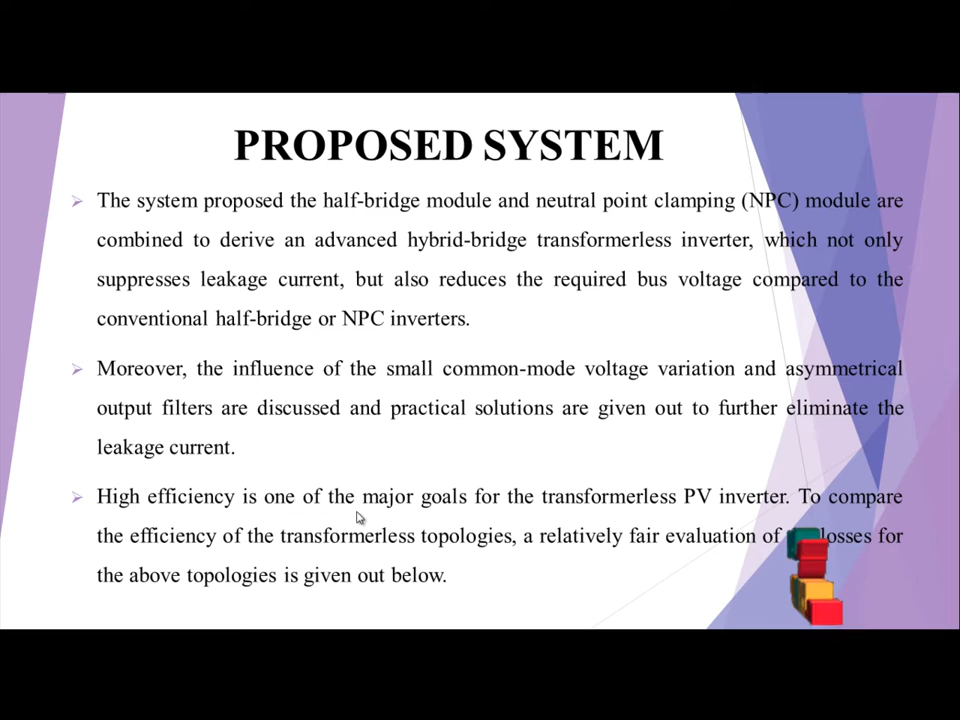 PROPOSED SYSTEM
The system proposed the half-bridge module and neutral point clamping (NPC) module are
combined to derive an advanced hybrid-bridge transformerless inverter, which not only
suppresses leakage current, but also reduces the required bus voltage compared to the
conventional half-bridge or NPC inverters.
Moreover, the influence of the small common-mode voltage variation and asymmetrical
output filters are discussed and practical solutions are given out to further eliminate the
leakage current.
High efficiency is one of the major goals for the transformerless PV inverter. To compare
the efficiency of the transformerless topologies, a relatively fair evaluation of losses for
the above topologies is given out below.